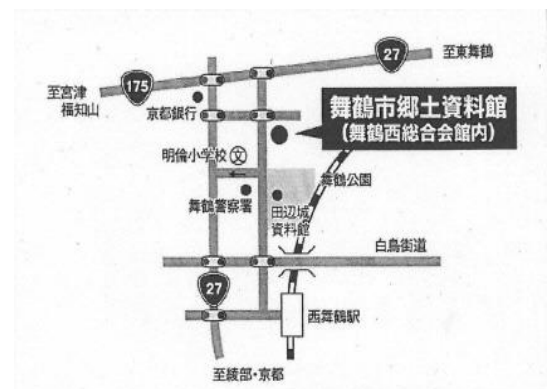 27
至東舞鶴
175
至宮津
福知山
京都銀行
舞鶴市郷土資料館
(舞鶴西総合会館内)
明倫小学校
文
舞鶴公園
舞鶴警察署
田辺城
資料館
白鳥街道
27
西舞鶴駅
至綾部・京都